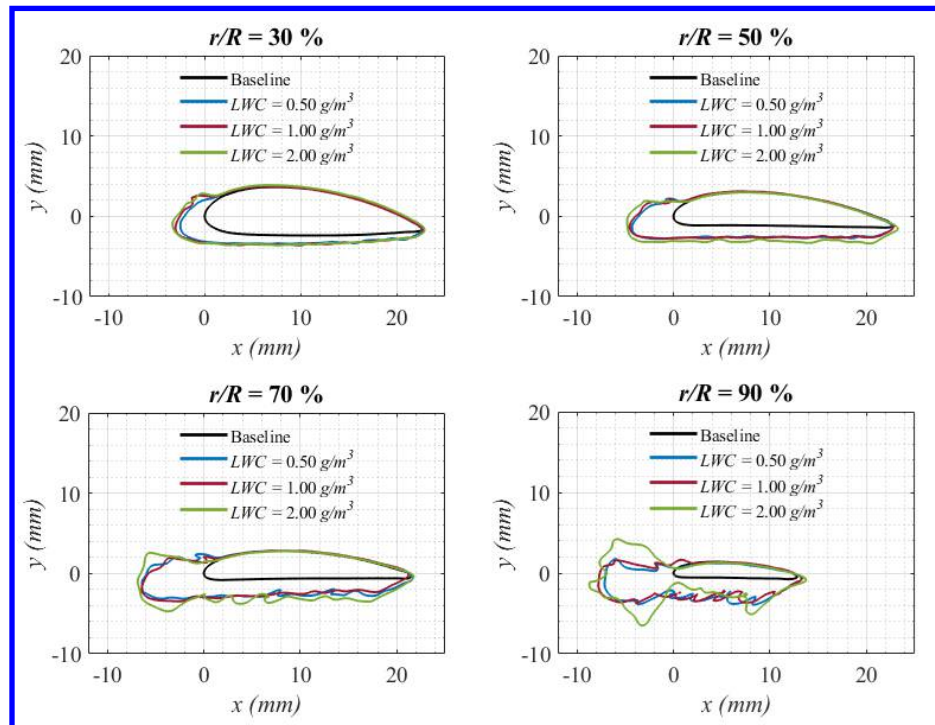 r/R = 30 %
20
10
0
-10
y (mm)
Baseline
LWC = 0.50 g/m³
LWC = 1.00 g/m³
LWC = 2.00 g/m³
-10 0 10 20
x (mm)
r/R = 50 %
20
10
0
-10
y (mm)
Baseline
LWC = 0.50 g/m³
LWC = 1.00 g/m³
LWC = 2.00 g/m³
-10 0 10 20
x (mm)
r/R = 70 %
20
10
0
-10
y (mm)
Baseline
LWC = 0.50 g/m³
LWC = 1.00 g/m³
LWC = 2.00 g/m³
-10 0 10 20
x (mm)
r/R = 90 %
20
10
0
-10
y (mm)
Baseline
LWC = 0.50 g/m³
LWC = 1.00 g/m³
LWC = 2.00 g/m³
-10 0 10 20
x (mm)